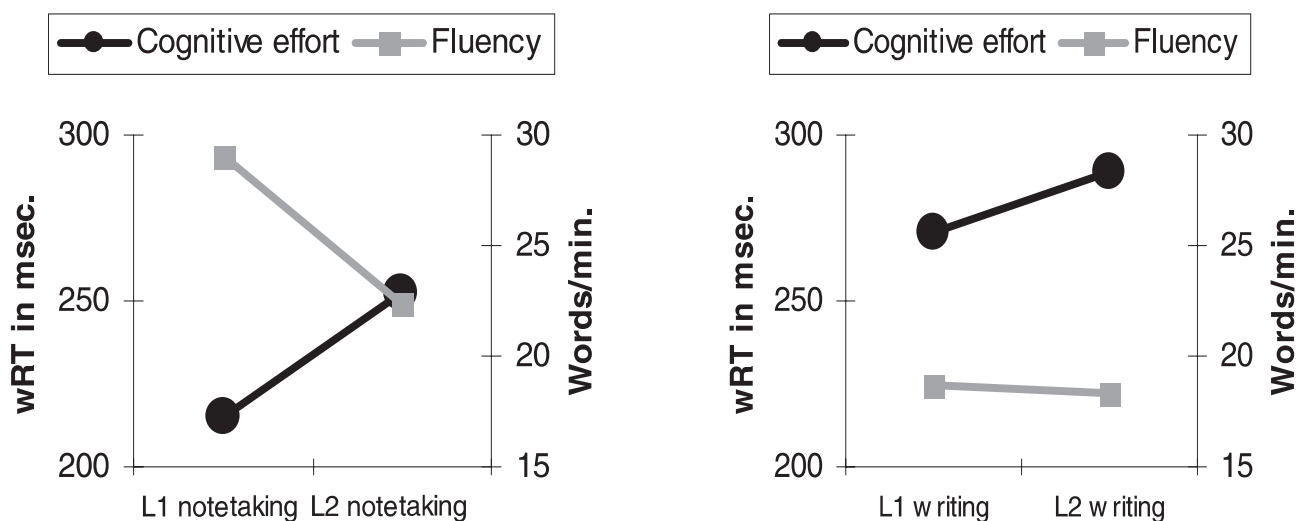 Cognitive effort Fluency
300
250
200
wRT in msec.
30
25
20
15
Words/min.
L1 notetaking L2 notetaking
Cognitive effort Fluency
300
250
200
wRT in msec.
30
25
20
15
Words/min.
L1 w riting L2 w riting